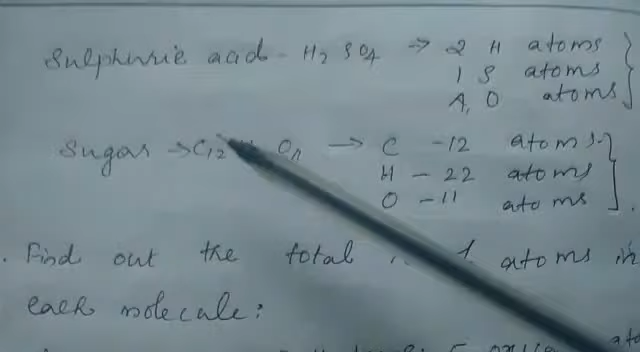 Sulphuric acid - H2 SO4 → 2 H atoms
1 S atoms
4 O atoms
Sugar → C12 O11 → C - 12 atoms
H - 22 atoms
O - 11 atoms
. Find out the total atoms in
each molecule: